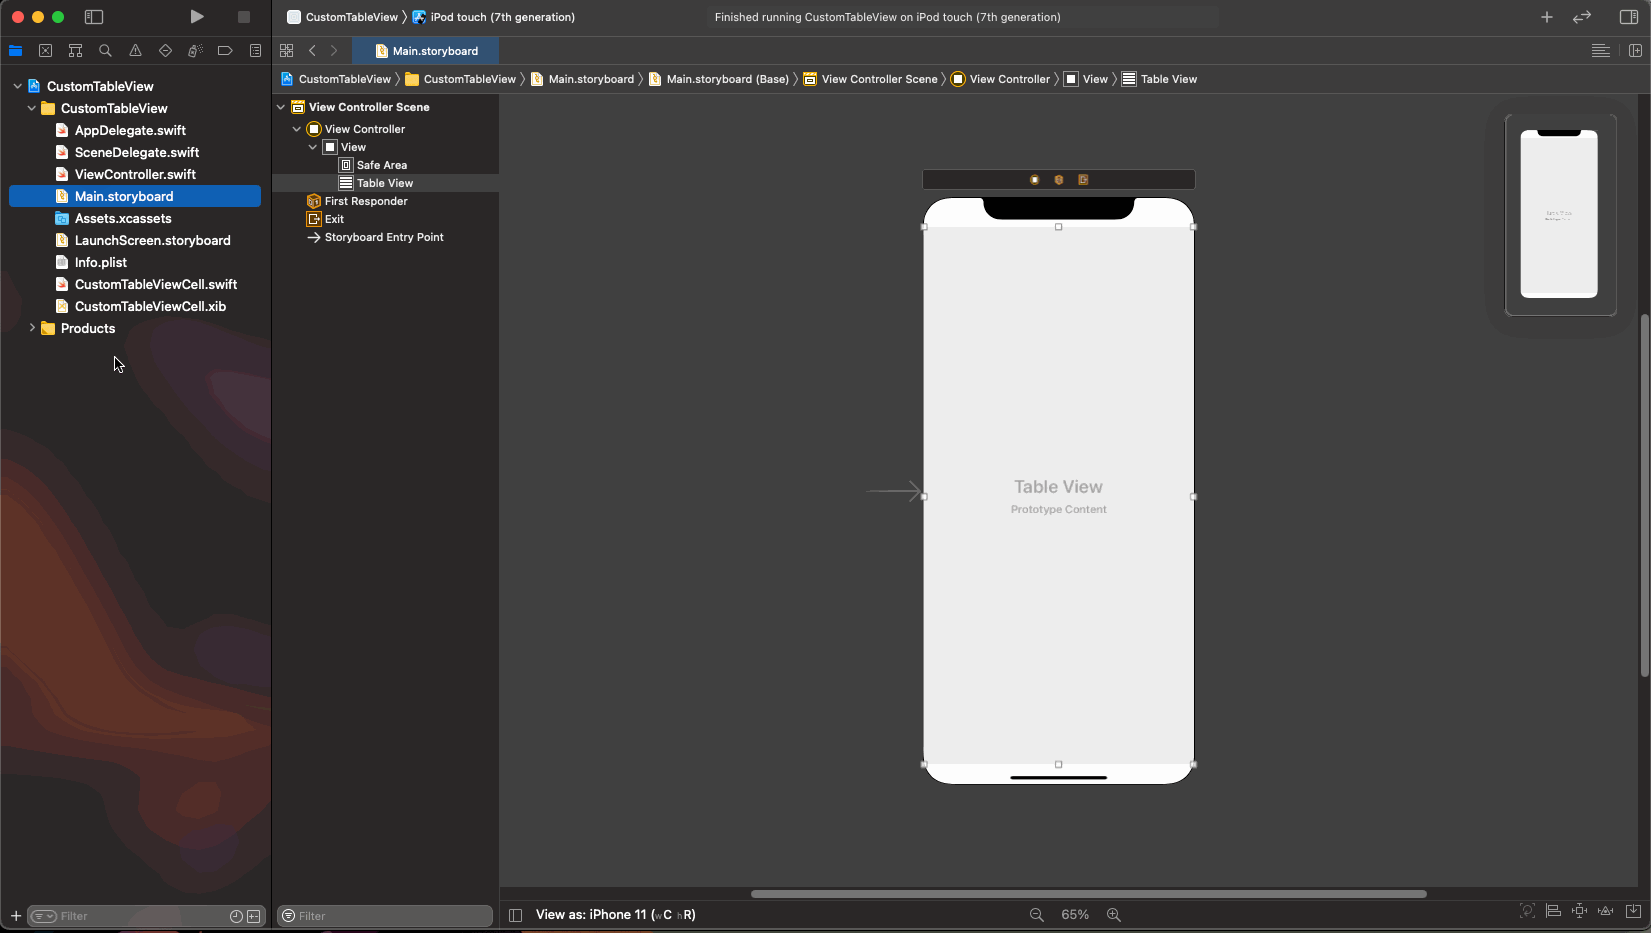 CustomTableView 〉 iPod touch (7th generation)
Finished running CustomTableView on iPod touch (7th generation)
Main.storyboard
CustomTableView 〉 CustomTableView 〉 Main.storyboard 〉 Main.storyboard (Base) 〉 View Controller Scene 〉 View Controller 〉 View 〉 Table View
CustomTableView
CustomTableView
AppDelegate.swift
SceneDelegate.swift
ViewController.swift
Main.storyboard
Assets.xcassets
LaunchScreen.storyboard
Info.plist
CustomTableViewCell.swift
CustomTableViewCell.xib
Products
View Controller Scene
View Controller
View
Safe Area
Table View
First Responder
Exit
Storyboard Entry Point
Table View
Prototype Content
Filter
Filter
View as: iPhone 11 (wC hR)
65%